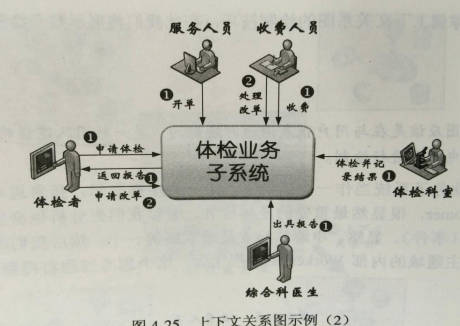 服务人员
收费人员
❶开单
❷处理改单
❶收费
体检业务
子系统
❶申请体检
返回报告❶
申请改单❷
体检者
体检并记
录结果❶
体检科室
出具报告❶
综合科医生
图 4-25 上下文关系图示例（2）